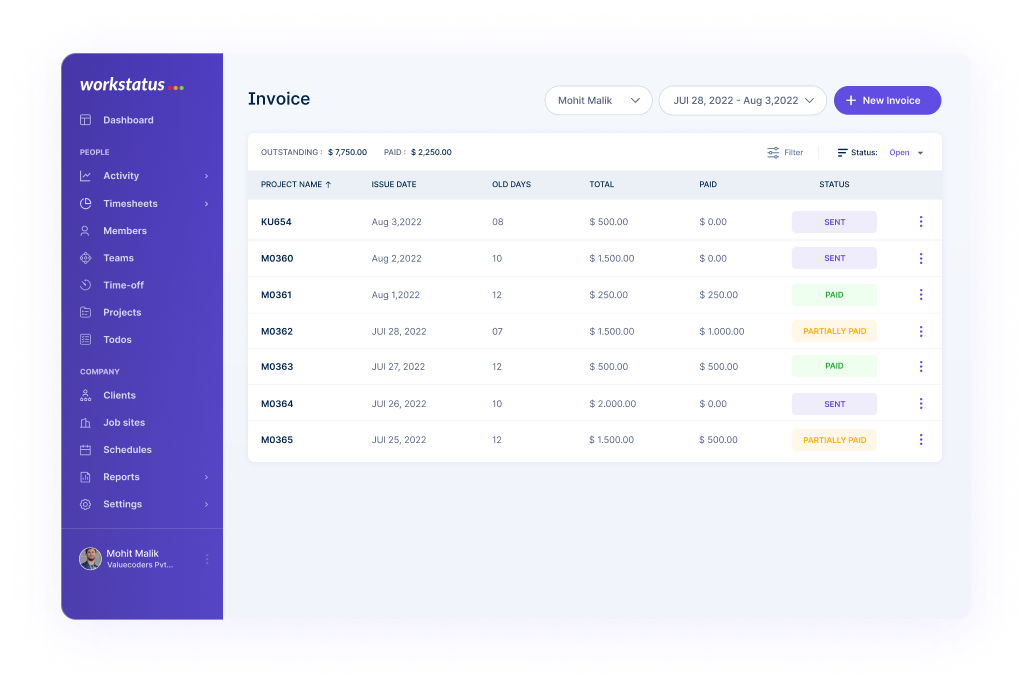 workstatus
Dashboard
PEOPLE
Activity
Timesheets
Members
Teams
Time-off
Projects
Todos
COMPANY
Clients
Job sites
Schedules
Reports
Settings
Mohit Malik
Valuecoders Pvt...
Invoice
Mohit Malik
JUl 28, 2022 - Aug 3,2022
+ New Invoice
OUTSTANDING : $ 7,750.00 PAID : $ 2,250.00 Filter Status: Open
PROJECT NAME ↑ ISSUE DATE OLD DAYS TOTAL PAID STATUS
KU654 Aug 3,2022 08 $ 500.00 $ 0.00 SENT
M0360 Aug 2,2022 10 $ 1.500.00 $ 0.00 SENT
M0361 Aug 1,2022 12 $ 250.00 $ 250.00 PAID
M0362 JUl 28, 2022 07 $ 1.500.00 $ 1.000.00 PARTIALLY PAID
M0363 JUl 27, 2022 12 $ 500.00 $ 500.00 PAID
M0364 JUl 26, 2022 10 $ 2.000.00 $ 0.00 SENT
M0365 JUl 25, 2022 12 $ 1.500.00 $ 500.00 PARTIALLY PAID